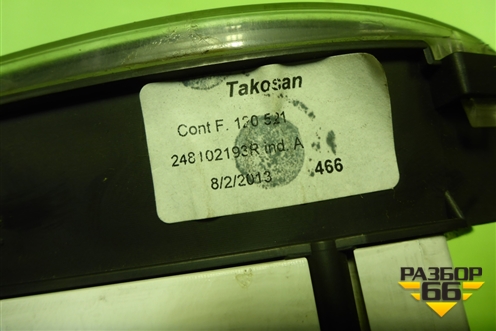 Takosan
Cont F. 120 521
248102193R ind. A
8/2/2013 466
РАЗБОР
66